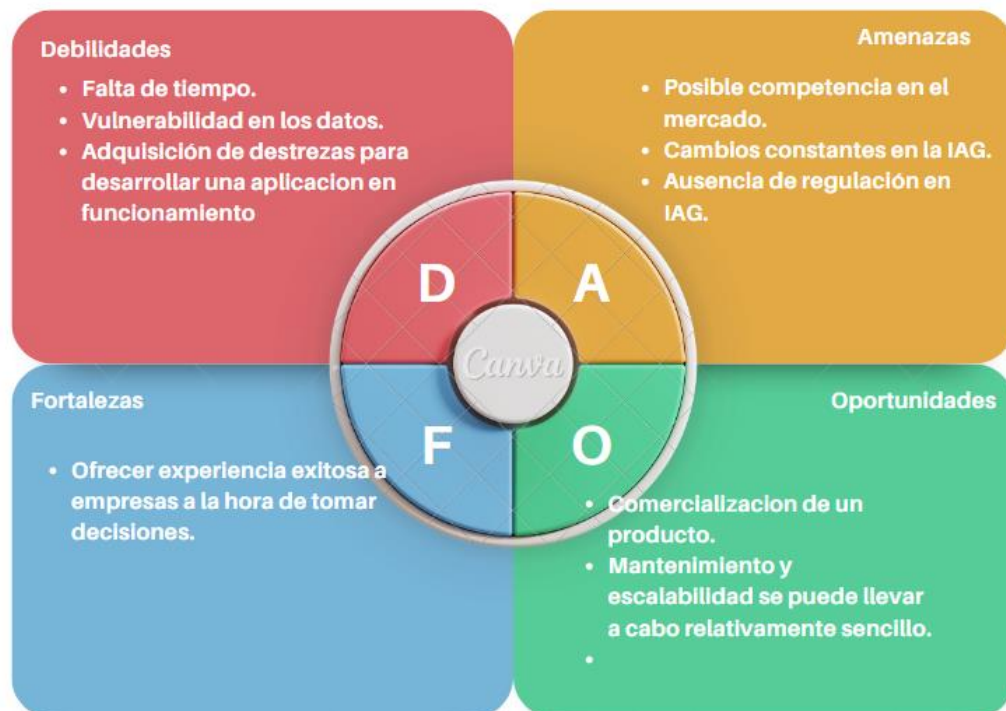 Debilidades
• Falta de tiempo.
• Vulnerabilidad en los datos.
• Adquisición de destrezas para
desarrollar una aplicacion en
funcionamiento
Amenazas
• Posible competencia en el
mercado.
• Cambios constantes en la IAG.
• Ausencia de regulación en
IAG.
D
A
Canva
F
O
Fortalezas
• Ofrecer experiencia exitosa a
empresas a la hora de tomar
decisiones.
Oportunidades
• Comercializacion de un
producto.
• Mantenimiento y
escalabilidad se puede llevar
a cabo relativamente sencillo.
•